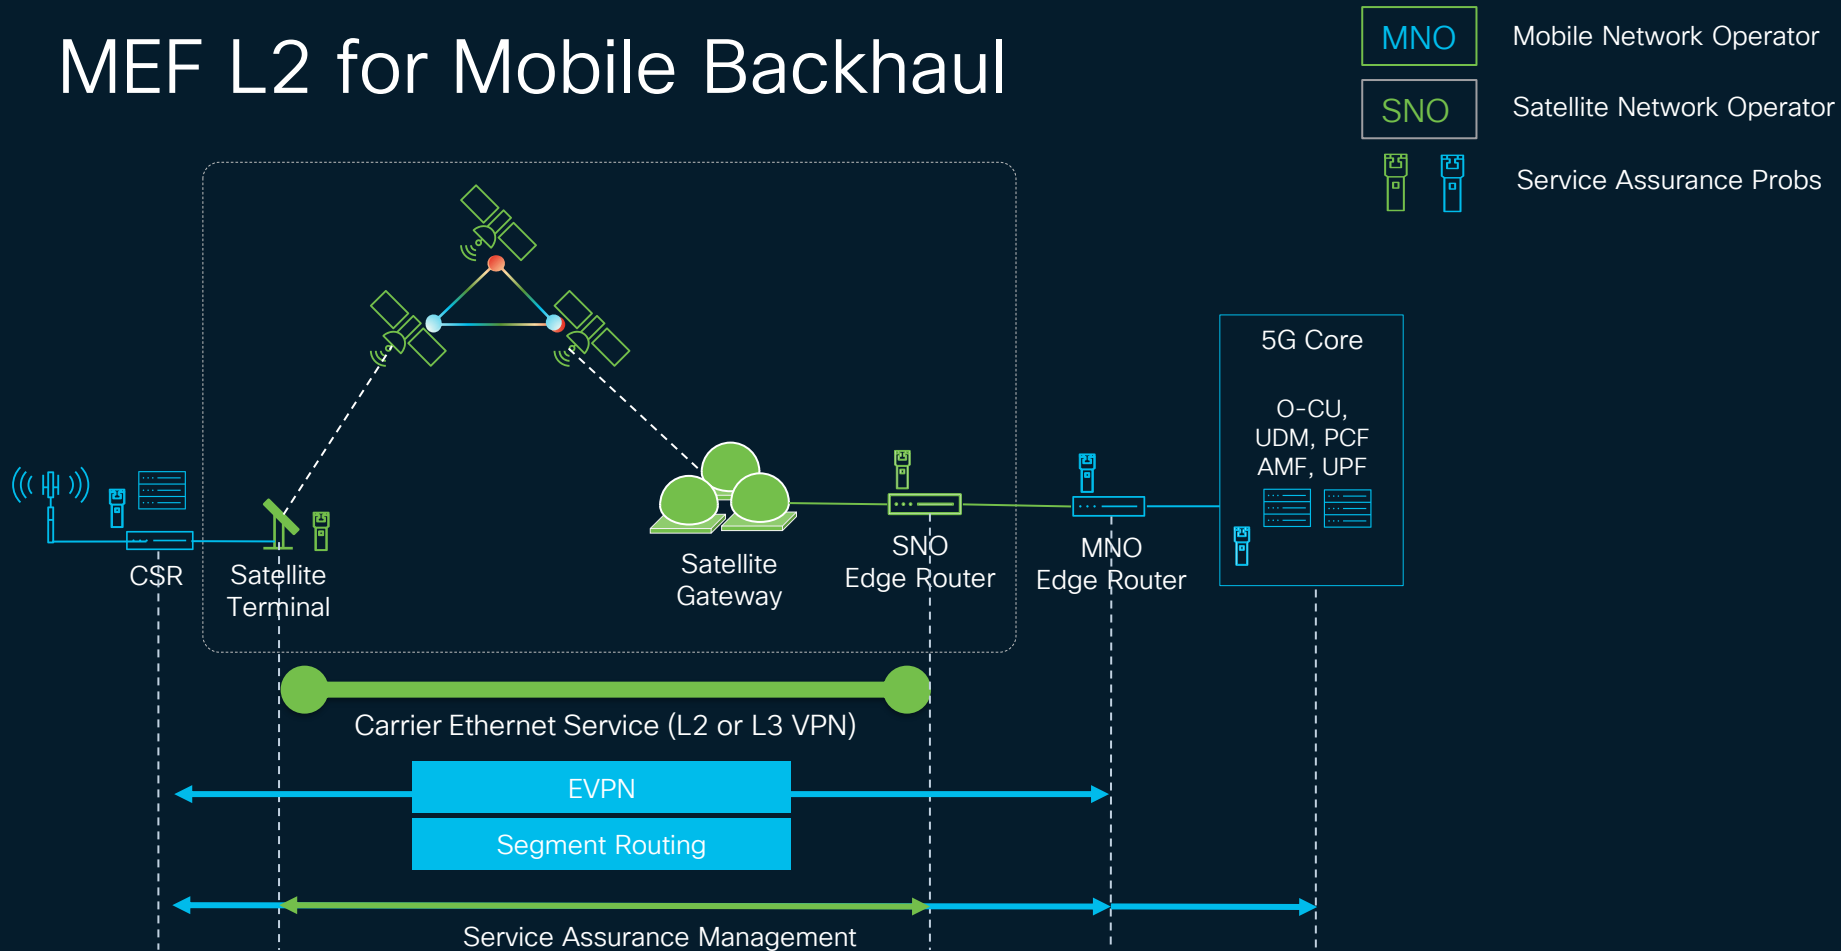 MEF L2 for Mobile Backhaul
MNO
Mobile Network Operator
SNO
Satellite Network Operator
Service Assurance Probs
5G Core
O-CU,
UDM, PCF
AMF, UPF
CSR
Satellite
Terminal
Satellite
Gateway
SNO
Edge Router
MNO
Edge Router
Carrier Ethernet Service (L2 or L3 VPN)
EVPN
Segment Routing
Service Assurance Management